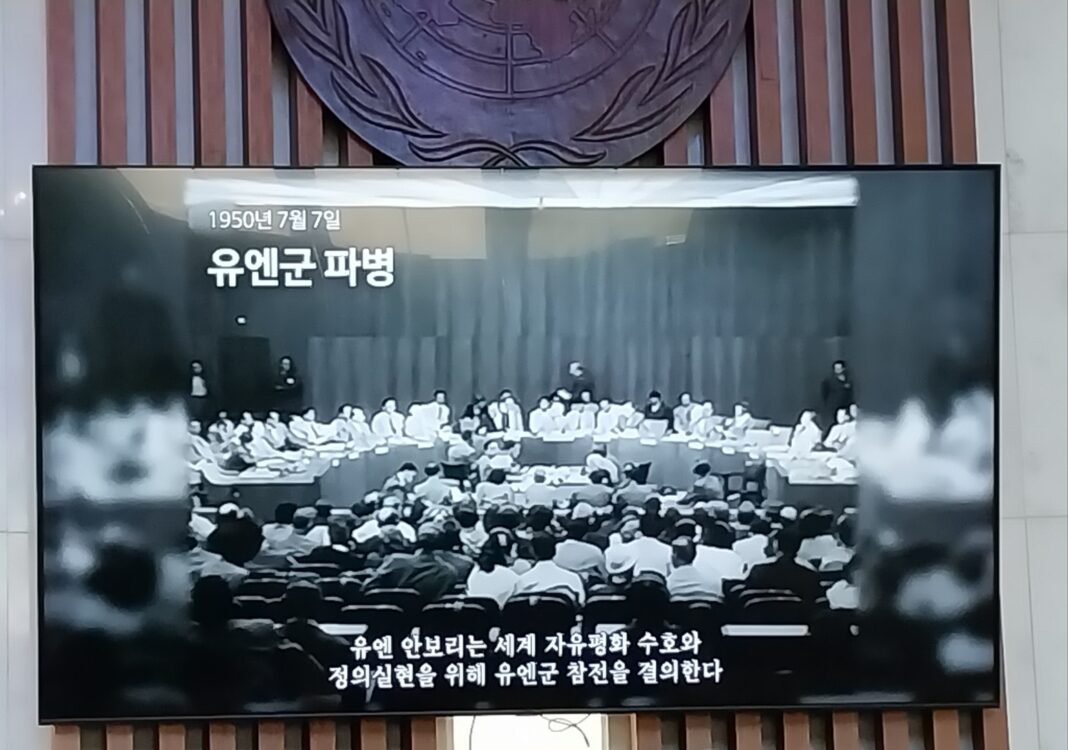 1950년 7월 7일
유엔군 파병
유엔 안보리는 세계 자유평화 수호와
정의실현을 위해 유엔군 참전을 결의한다